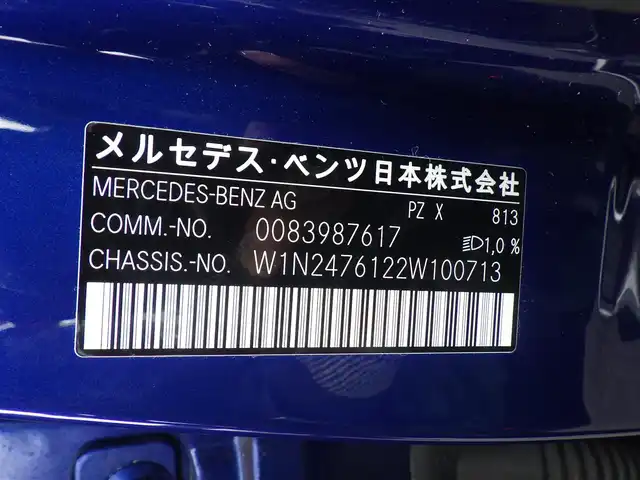 メルセデス・ベンツ日本株式会社
MERCEDES-BENZ AG PZ X 813
COMM.-NO. 0083987617 1,0 %
CHASSIS.-NO. W1N2476122W100713